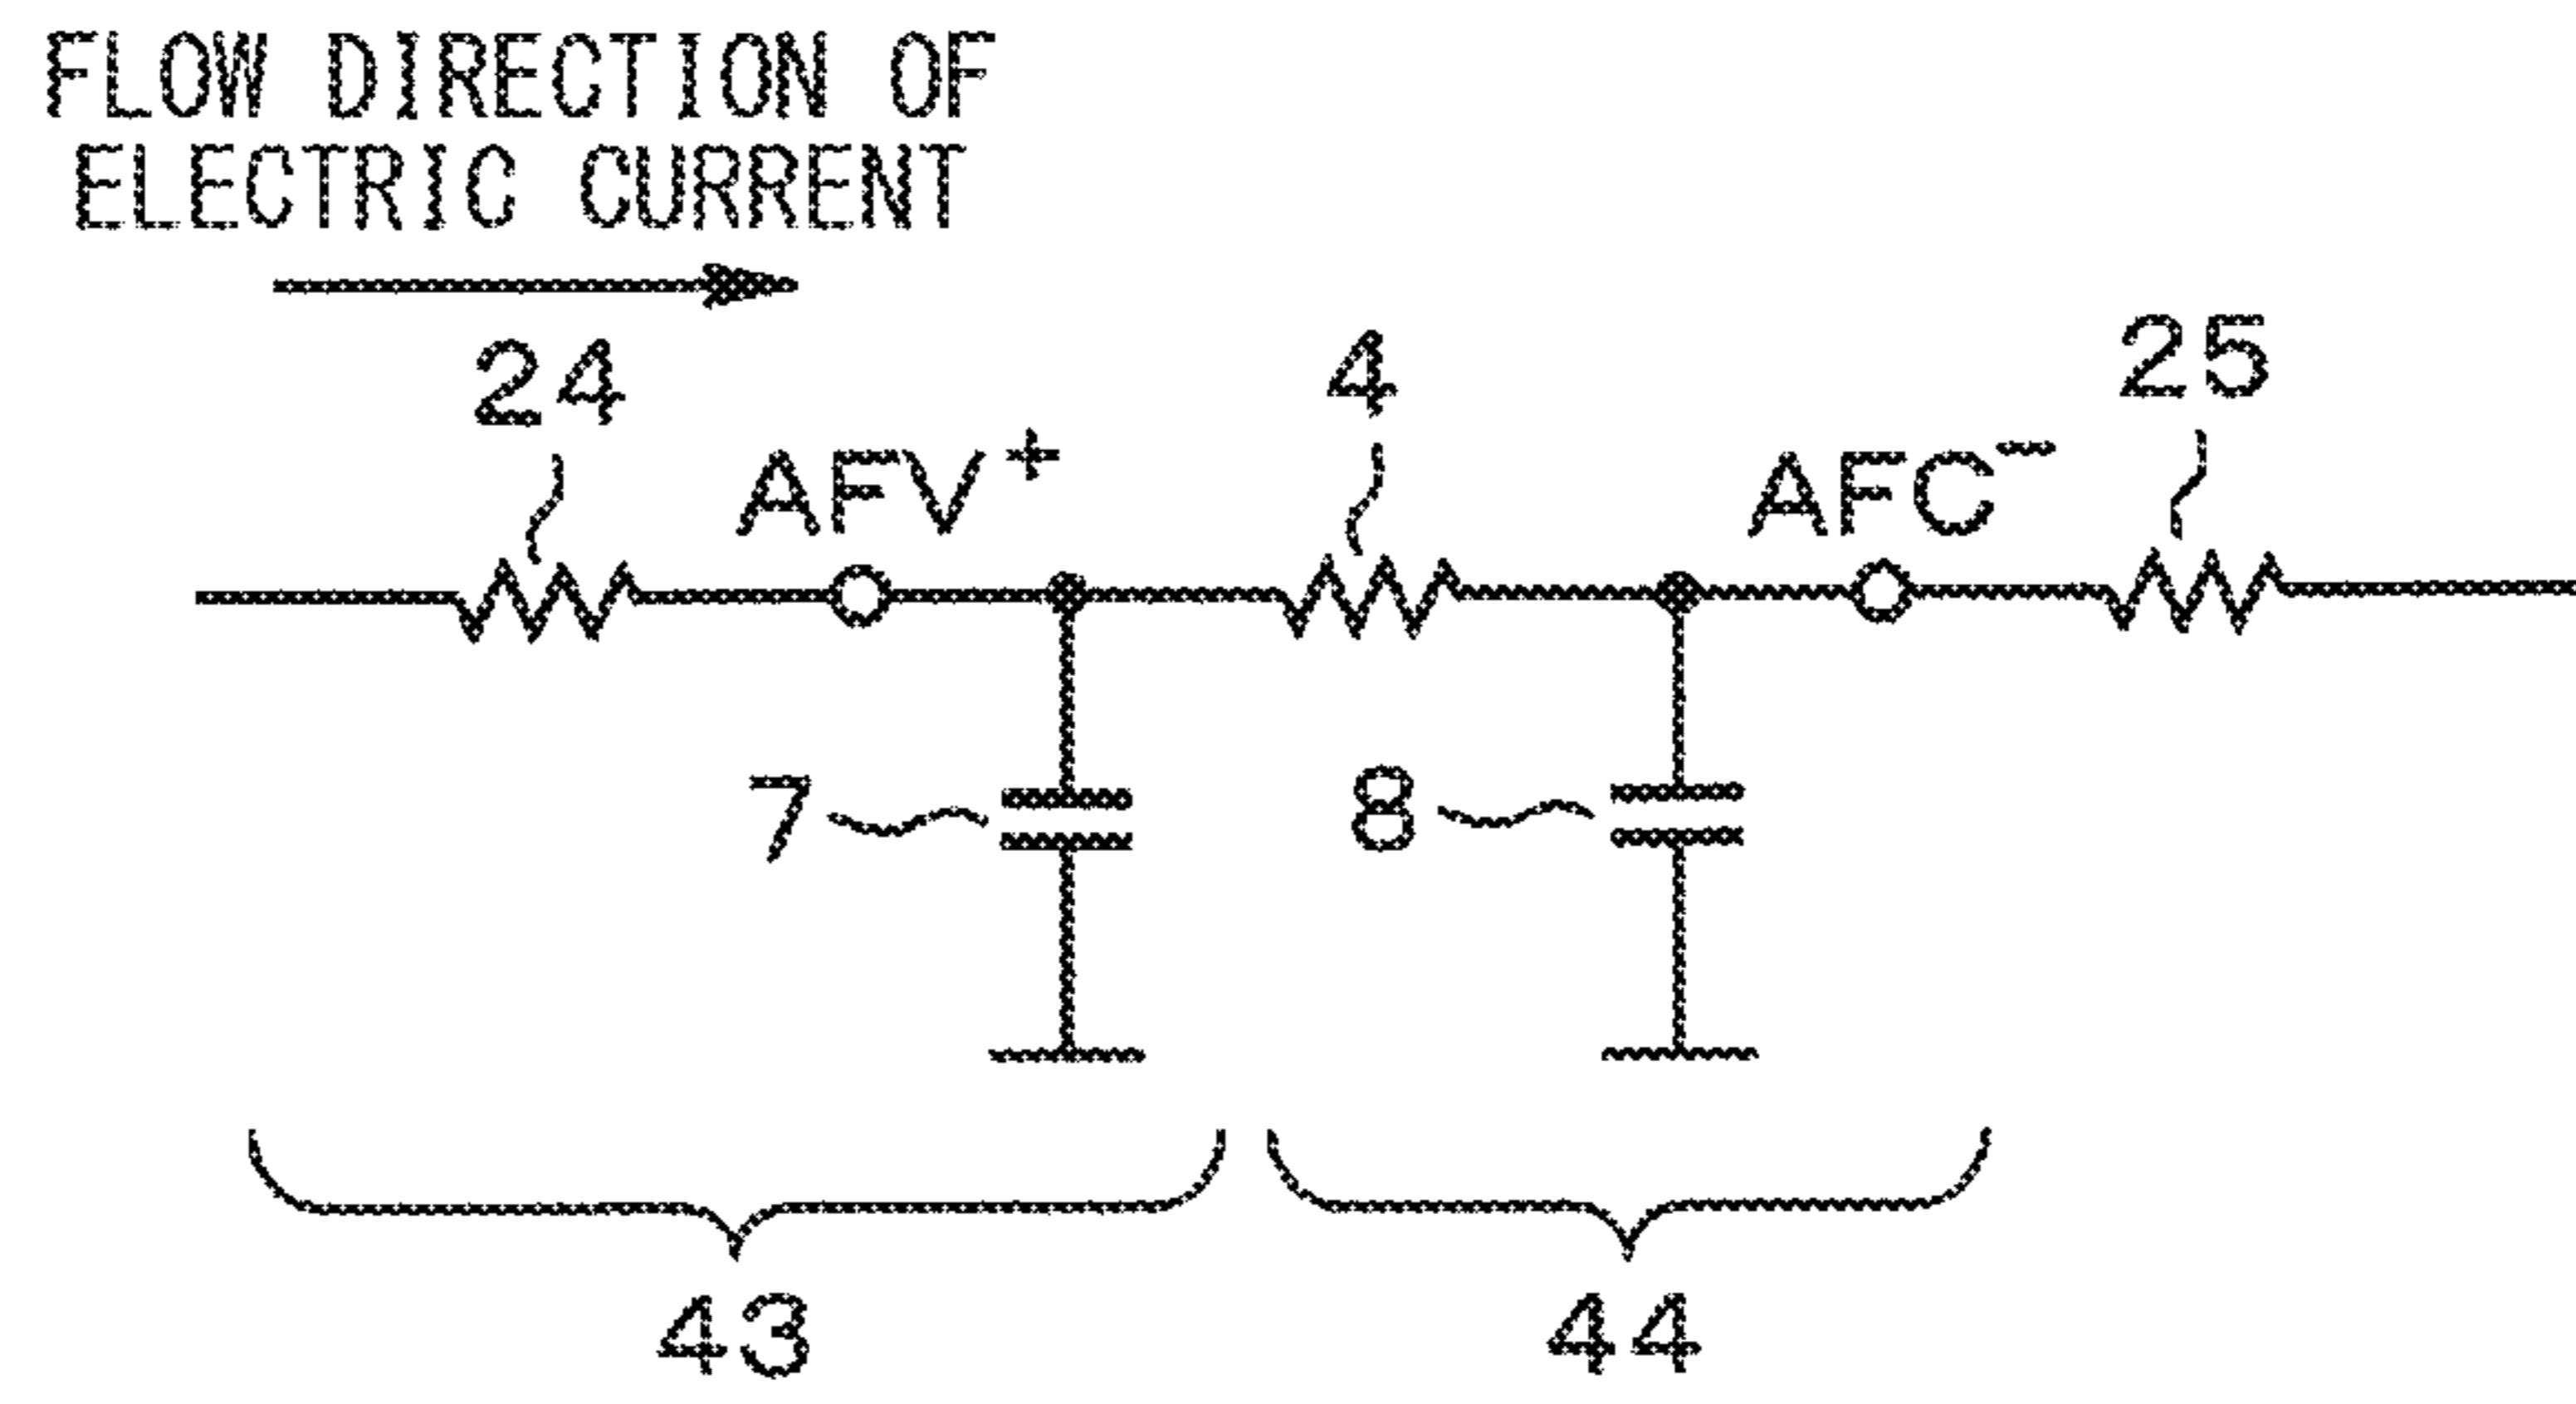 FLOW DIRECTION OF
ELECTRIC CURRENT
24
4
25
AFV+
AFC−
7
8
43
44